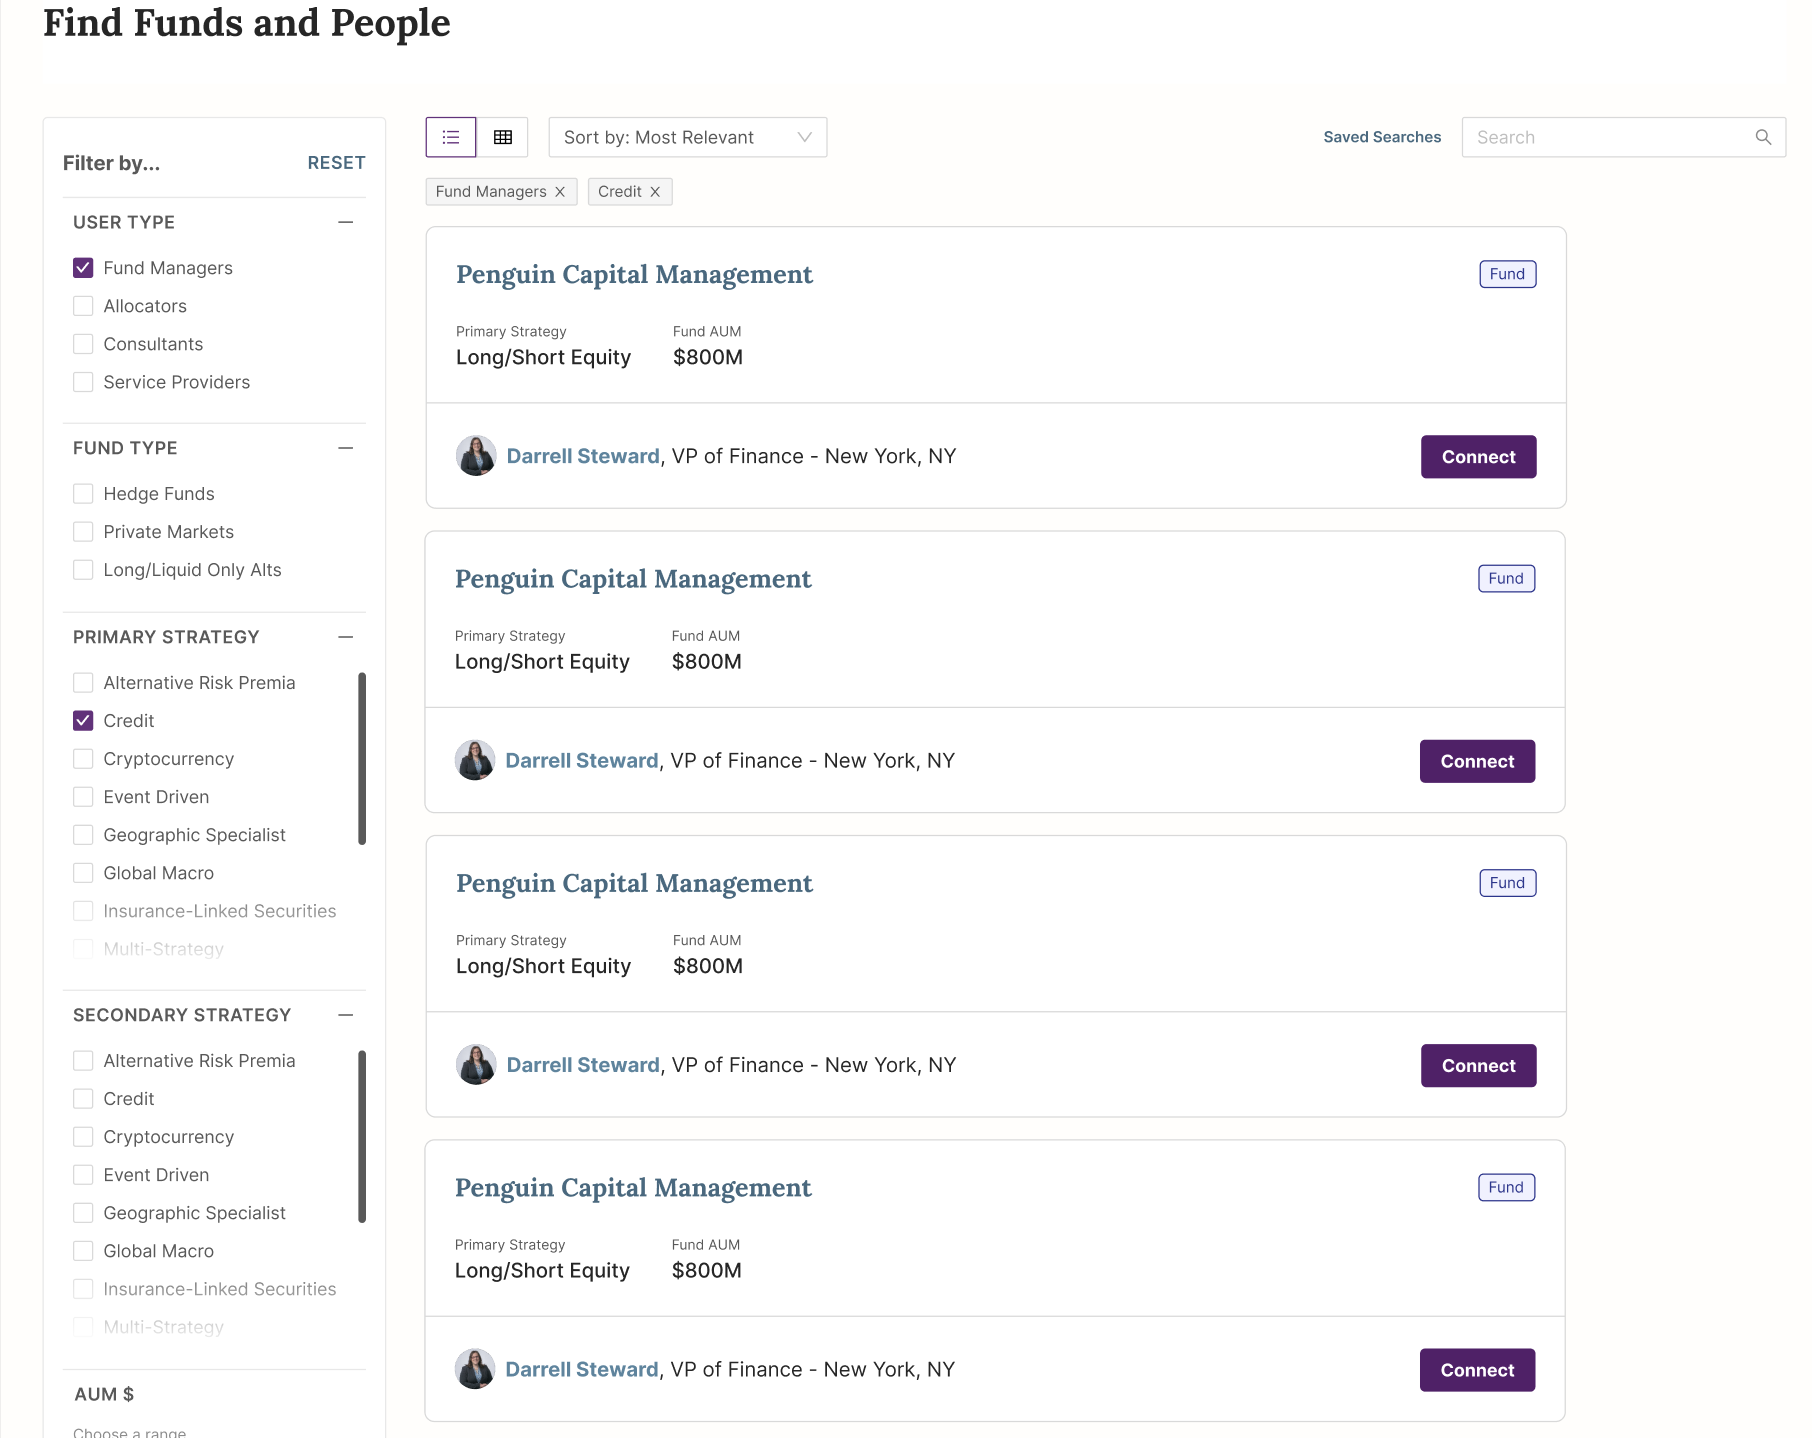 Find Funds and People
Filter by...
RESET
USER TYPE
Fund Managers
Allocators
Consultants
Service Providers
FUND TYPE
Hedge Funds
Private Markets
Long/Liquid Only Alts
PRIMARY STRATEGY
Alternative Risk Premia
Credit
Cryptocurrency
Event Driven
Geographic Specialist
Global Macro
Insurance-Linked Securities
Multi-Strategy
SECONDARY STRATEGY
Alternative Risk Premia
Credit
Cryptocurrency
Event Driven
Geographic Specialist
Global Macro
Insurance-Linked Securities
Multi-Strategy
AUM $
Choose a range
Sort by: Most Relevant
Saved Searches
Search
Fund Managers X
Credit X
Penguin Capital Management
Fund
Primary Strategy
Long/Short Equity
Fund AUM
$800M
Darrell Steward, VP of Finance - New York, NY
Connect
Penguin Capital Management
Fund
Primary Strategy
Long/Short Equity
Fund AUM
$800M
Darrell Steward, VP of Finance - New York, NY
Connect
Penguin Capital Management
Fund
Primary Strategy
Long/Short Equity
Fund AUM
$800M
Darrell Steward, VP of Finance - New York, NY
Connect
Penguin Capital Management
Fund
Primary Strategy
Long/Short Equity
Fund AUM
$800M
Darrell Steward, VP of Finance - New York, NY
Connect